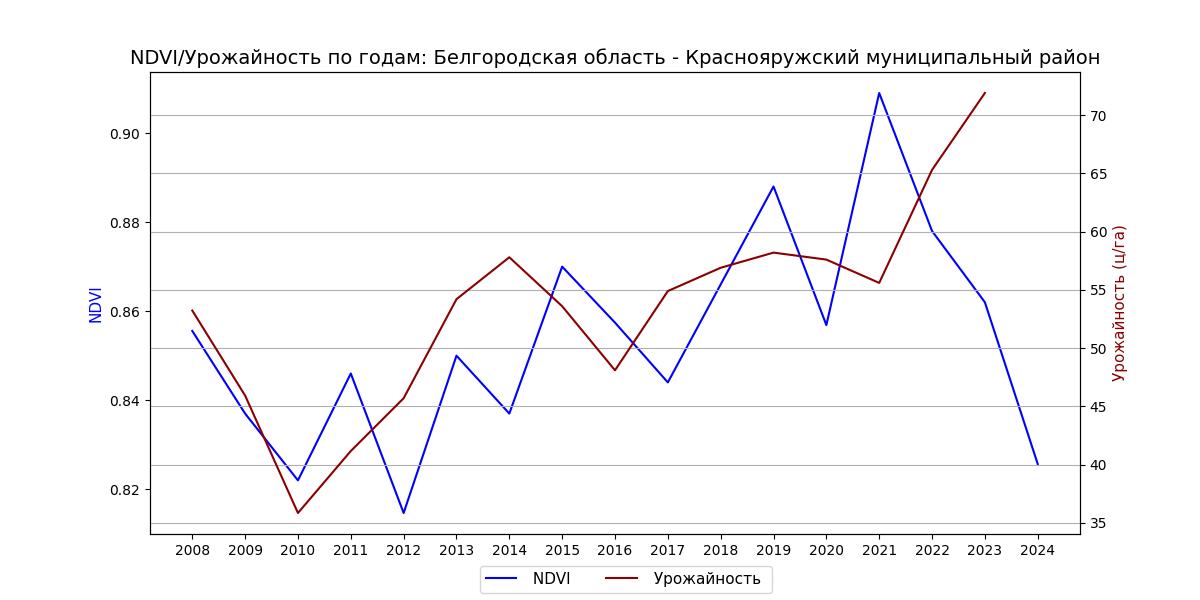 NDVI/Урожайность по годам: Белгородская область - Краснояружский муниципальный район
0.90
0.88
0.86
0.84
0.82
NDVI
70
65
60
55
50
45
40
35
Урожайность (ц/га)
2008 2009 2010 2011 2012 2013 2014 2015 2016 2017 2018 2019 2020 2021 2022 2023 2024
NDVI Урожайность